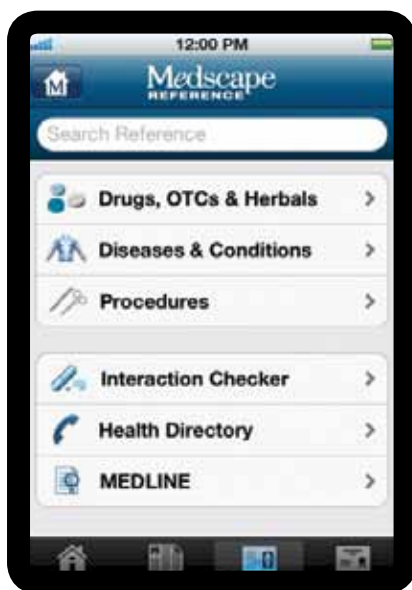 12:00 PM
M
Medscape
REFERENCE
Search Reference
Drugs, OTCs & Herbals
Diseases & Conditions
Procedures
Interaction Checker
Health Directory
MEDLINE